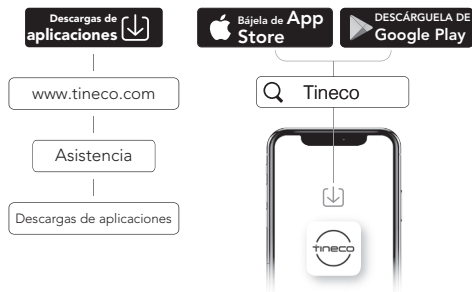 Descargas de
aplicaciones
www.tineco.com
Asistencia
Descargas de aplicaciones
Bájela de App
Store
DESCÁRGUELA DE
Google Play
Tineco
tineco